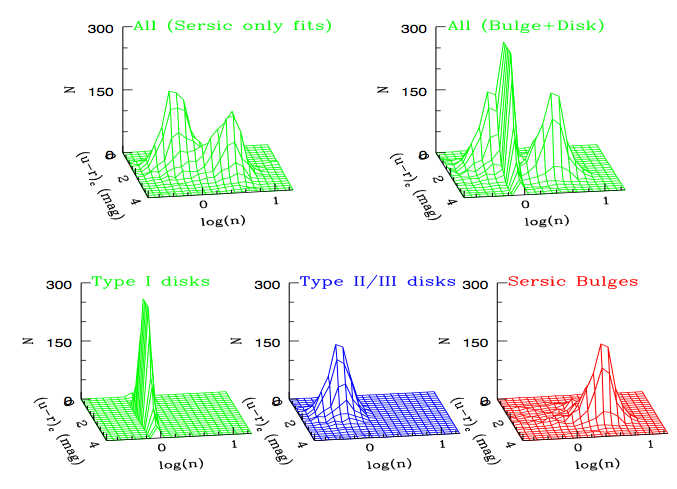 All (Sersic only fits)
300
150
0
N
(u-r)c (mag)
2
4
0
1
log(n)
All (Bulge+Disk)
300
150
0
N
(u-r)c (mag)
2
4
0
1
log(n)
Type I disks
300
150
0
N
(u-r)c (mag)
2
4
0
1
log(n)
Type II/III disks
300
150
0
N
(u-r)c (mag)
2
4
0
1
log(n)
Sersic Bulges
300
150
0
N
(u-r)c (mag)
2
4
0
1
log(n)